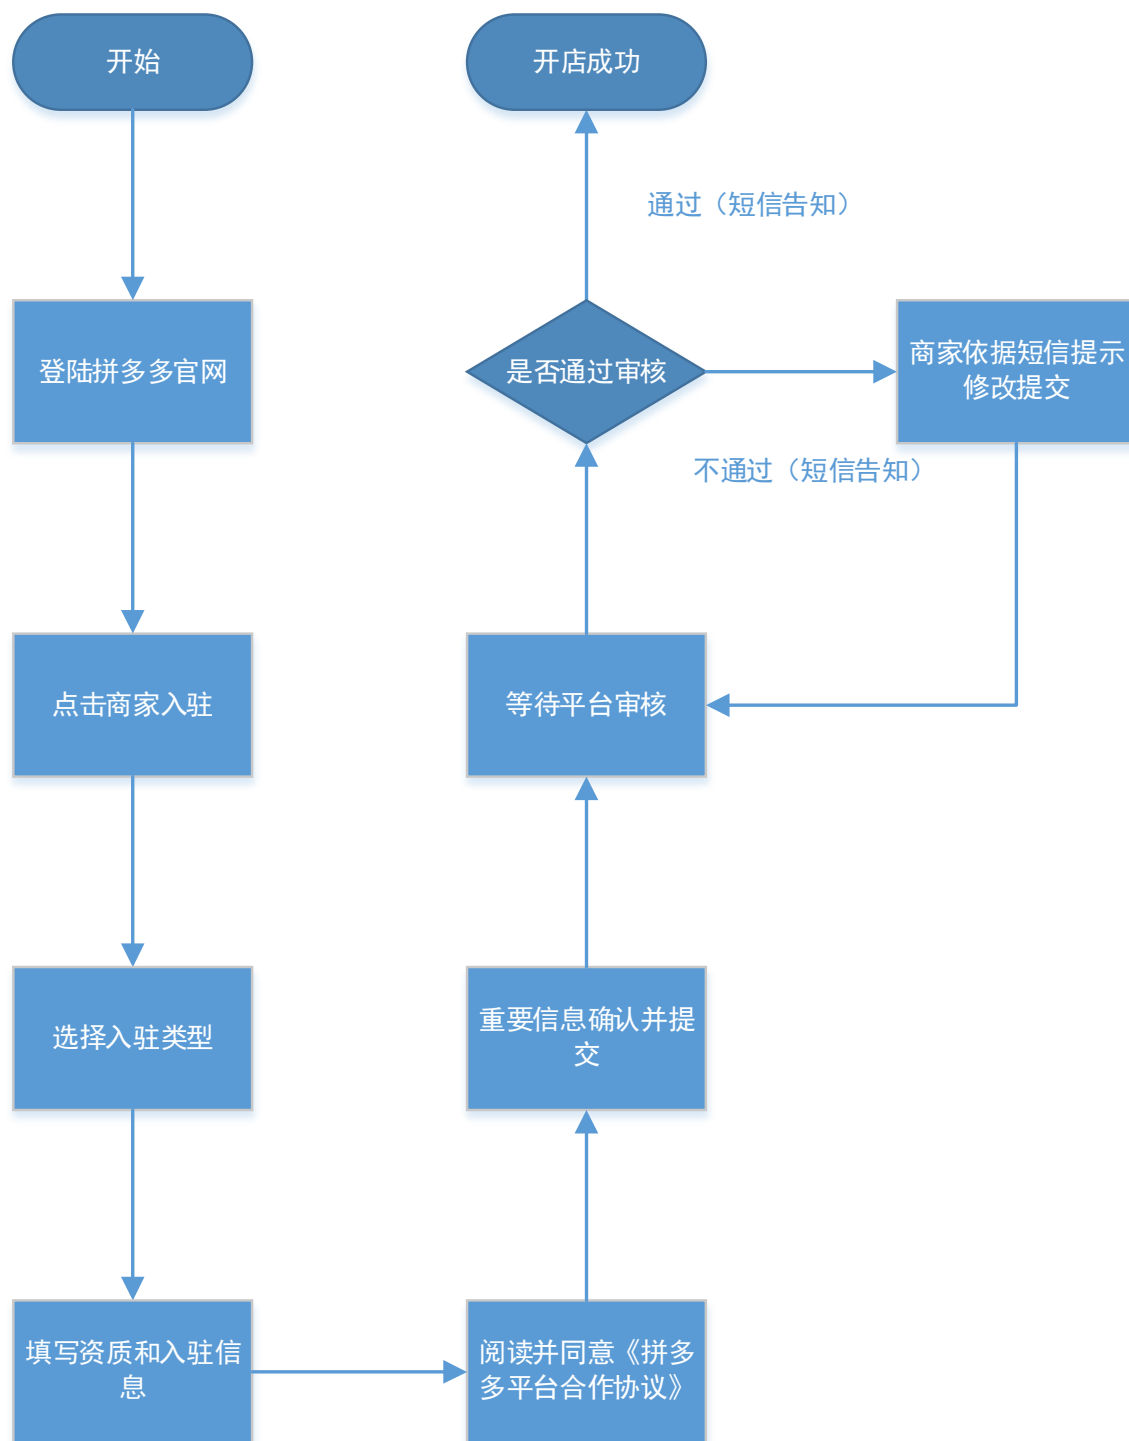 开始
登陆拼多多官网
点击商家入驻
选择入驻类型
填写资质和入驻信
息
阅读并同意《拼多
多平台合作协议》
重要信息确认并提
交
等待平台审核
是否通过审核
不通过（短信告知）
商家依据短信提示
修改提交
通过（短信告知）
开店成功